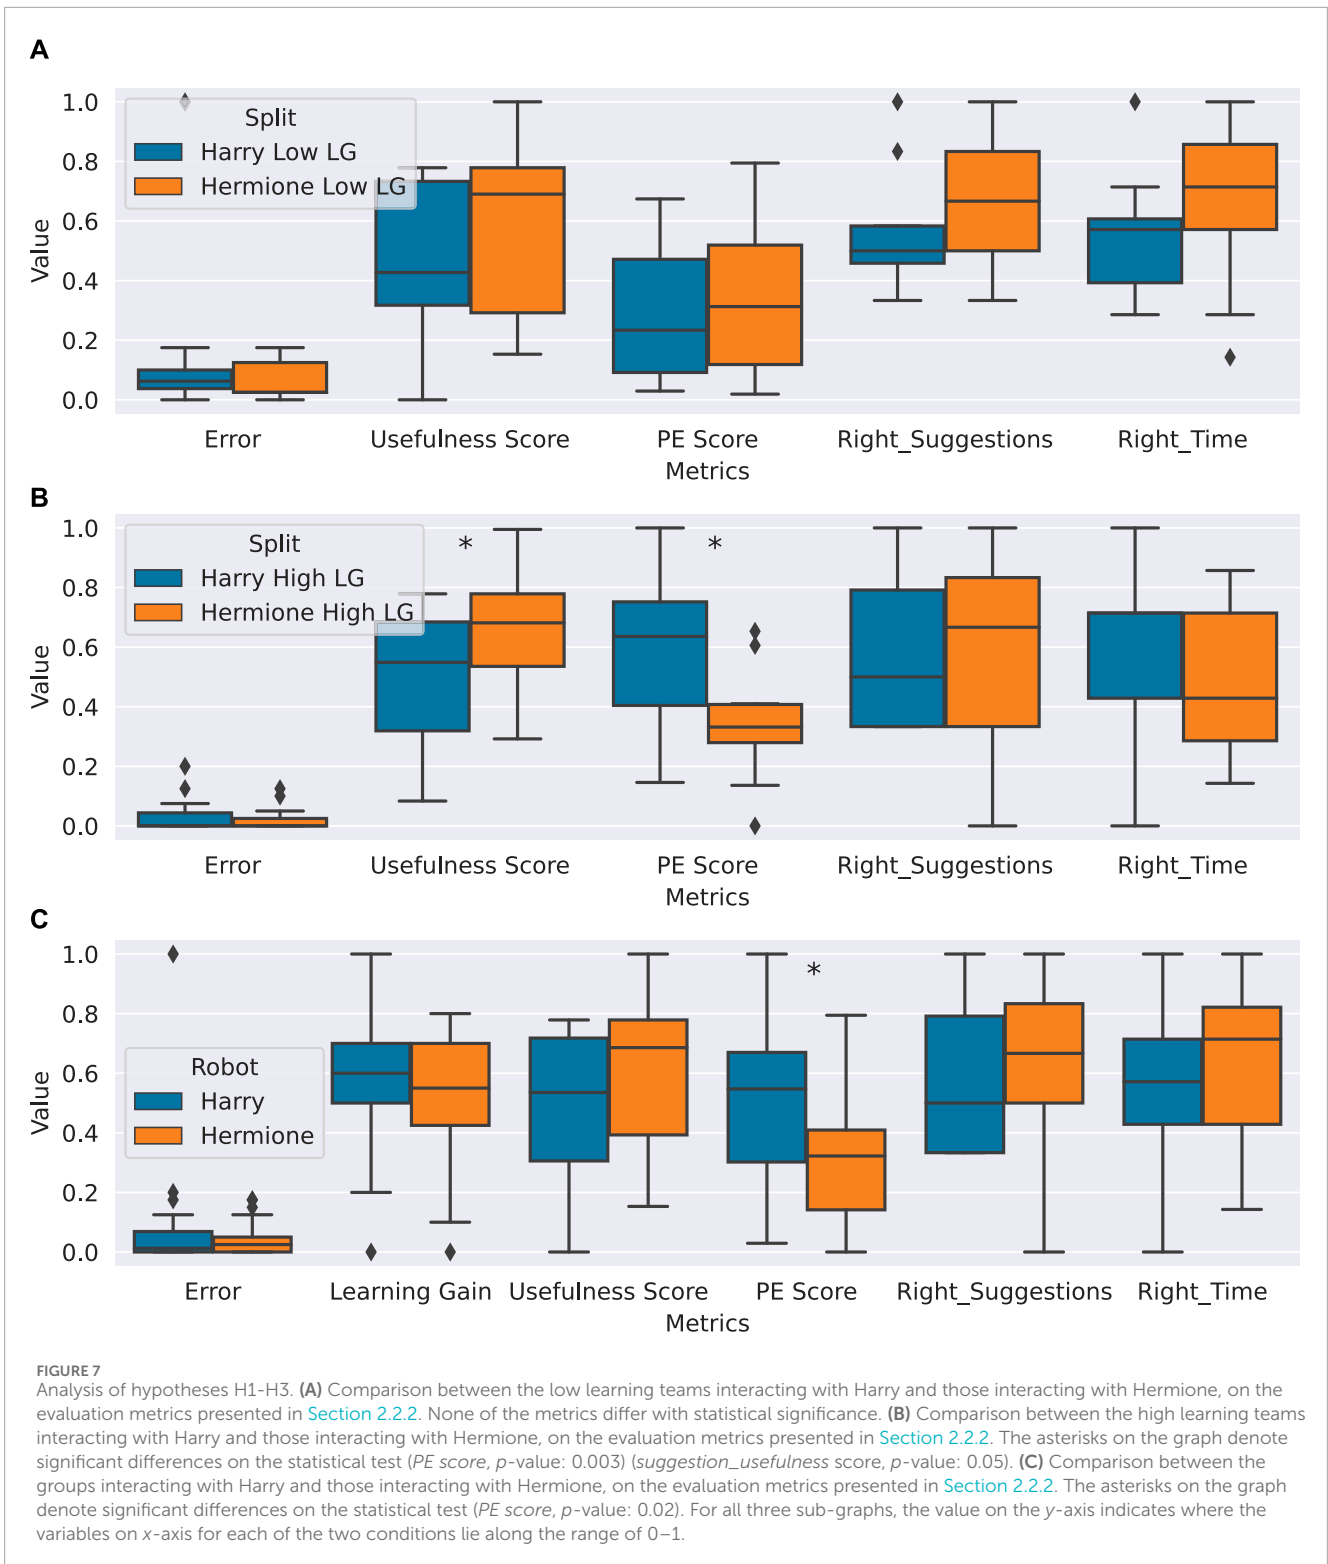 A
1.0
0.8
0.6
0.4
0.2
0.0
Value
Split
Harry Low LG
Hermione Low LG
Error
Usefulness Score
PE Score
Right_Suggestions
Right_Time
Metrics
B
1.0
0.8
0.6
0.4
0.2
0.0
Value
Split
Harry High LG
Hermione High LG
*
*
Error
Usefulness Score
PE Score
Right_Suggestions
Right_Time
Metrics
C
1.0
0.8
0.6
0.4
0.2
0.0
Value
Robot
Harry
Hermione
*
Error
Learning Gain
Usefulness Score
PE Score
Right_Suggestions
Right_Time
Metrics
FIGURE 7
Analysis of hypotheses H1-H3. (A) Comparison between the low learning teams interacting with Harry and those interacting with Hermione, on the
evaluation metrics presented in Section 2.2.2. None of the metrics differ with statistical significance. (B) Comparison between the high learning teams
interacting with Harry and those interacting with Hermione, on the evaluation metrics presented in Section 2.2.2. The asterisks on the graph denote
significant differences on the statistical test (PE score, p-value: 0.003) (suggestion_usefulness score, p-value: 0.05). (C) Comparison between the
groups interacting with Harry and those interacting with Hermione, on the evaluation metrics presented in Section 2.2.2. The asterisks on the graph
denote significant differences on the statistical test (PE score, p-value: 0.02). For all three sub-graphs, the value on the y-axis indicates where the
variables on x-axis for each of the two conditions lie along the range of 0–1.